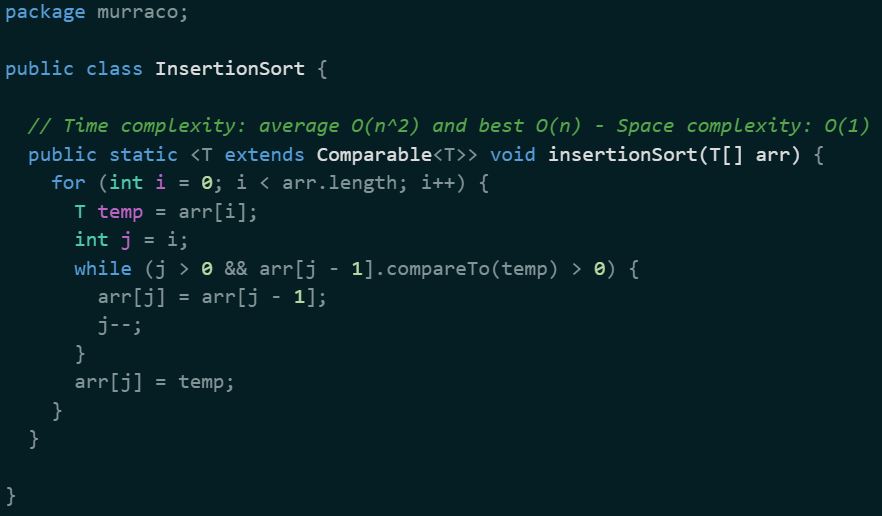 package murraco;
public class InsertionSort {
// Time complexity: average O(n^2) and best O(n) - Space complexity: O(1)
public static <T extends Comparable<T>> void insertionSort(T[] arr) {
for (int i = 0; i < arr.length; i++) {
T temp = arr[i];
int j = i;
while (j > 0 && arr[j - 1].compareTo(temp) > 0) {
arr[j] = arr[j - 1];
j--;
}
arr[j] = temp;
}
}
}